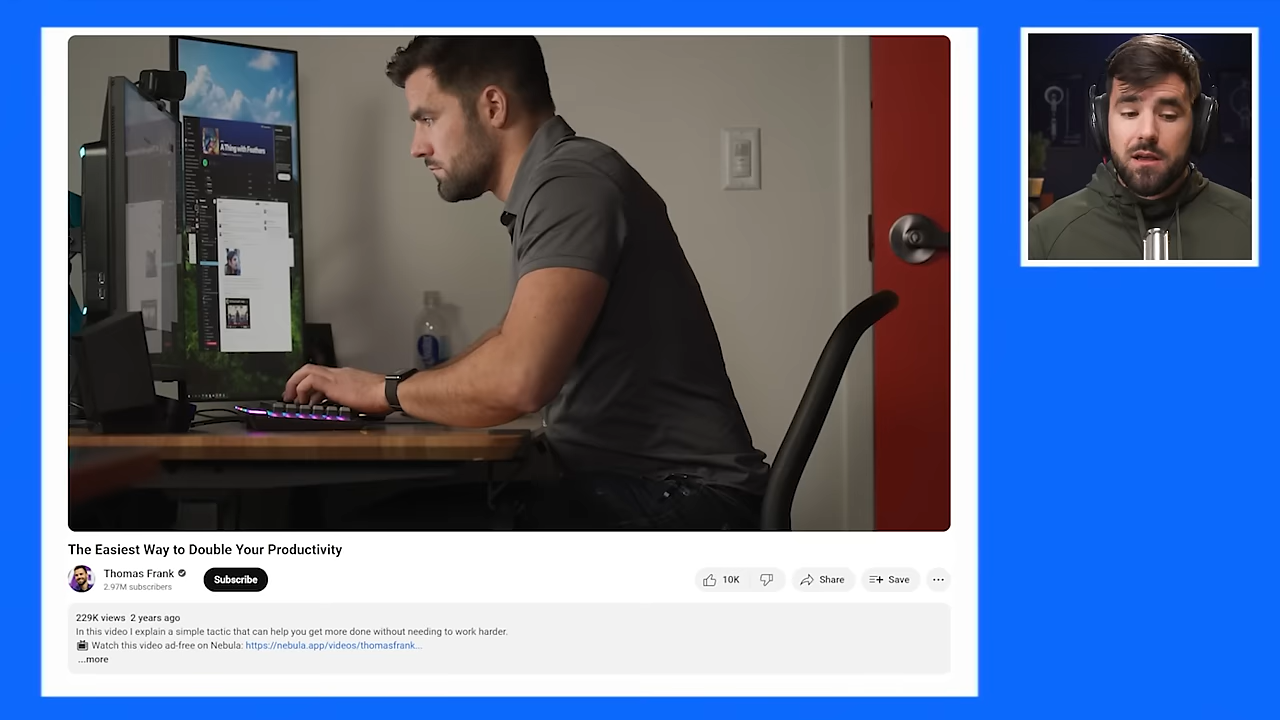 A Thing with Feathers
The Easiest Way to Double Your Productivity
Thomas Frank
2.97M subscribers
Subscribe
10K
Share
Save
229K views 2 years ago
In this video I explain a simple tactic that can help you get more done without needing to work harder.
Watch this video ad-free on Nebula: https://nebula.app/videos/thomasfrank...
...more